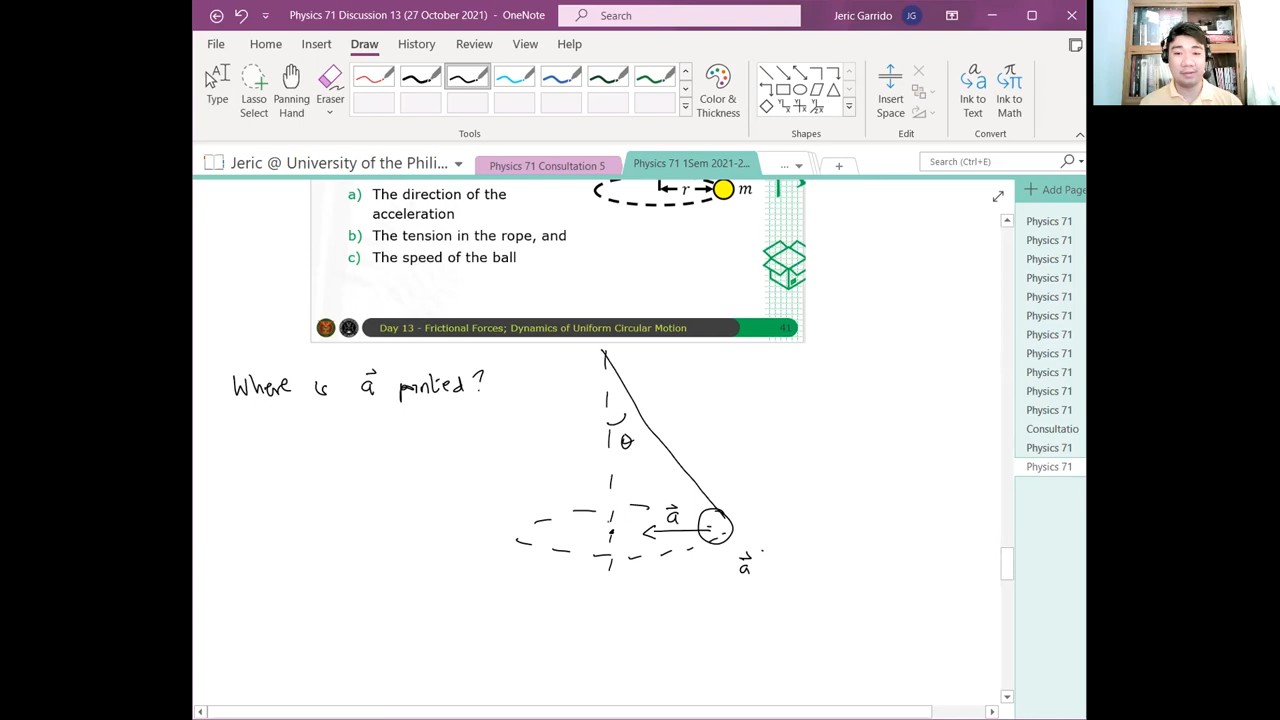 Physics 71 Discussion 13 (27 October 2021) - OneNote
Search
Jeric Garrido
JG
File
Home
Insert
Draw
History
Review
View
Help
Type
Lasso Select
Panning Hand
Eraser
Color & Thickness
Insert Space
Ink to Text
Ink to Math
Tools
Shapes
Edit
Convert
Jeric @ University of the Phili...
Physics 71 Consultation 5
Physics 71 1Sem 2021-2...
...
Search (Ctrl+E)
Add Page
a) The direction of the
acceleration
b) The tension in the rope, and
c) The speed of the ball
r
m
Day 13 - Frictional Forces; Dynamics of Uniform Circular Motion
41
Where is a⃗ pointed?
θ
a⃗
a⃗
Physics 71
Physics 71
Physics 71
Physics 71
Physics 71
Physics 71
Physics 71
Physics 71
Physics 71
Physics 71
Physics 71
Consultatio
Physics 71
Physics 71